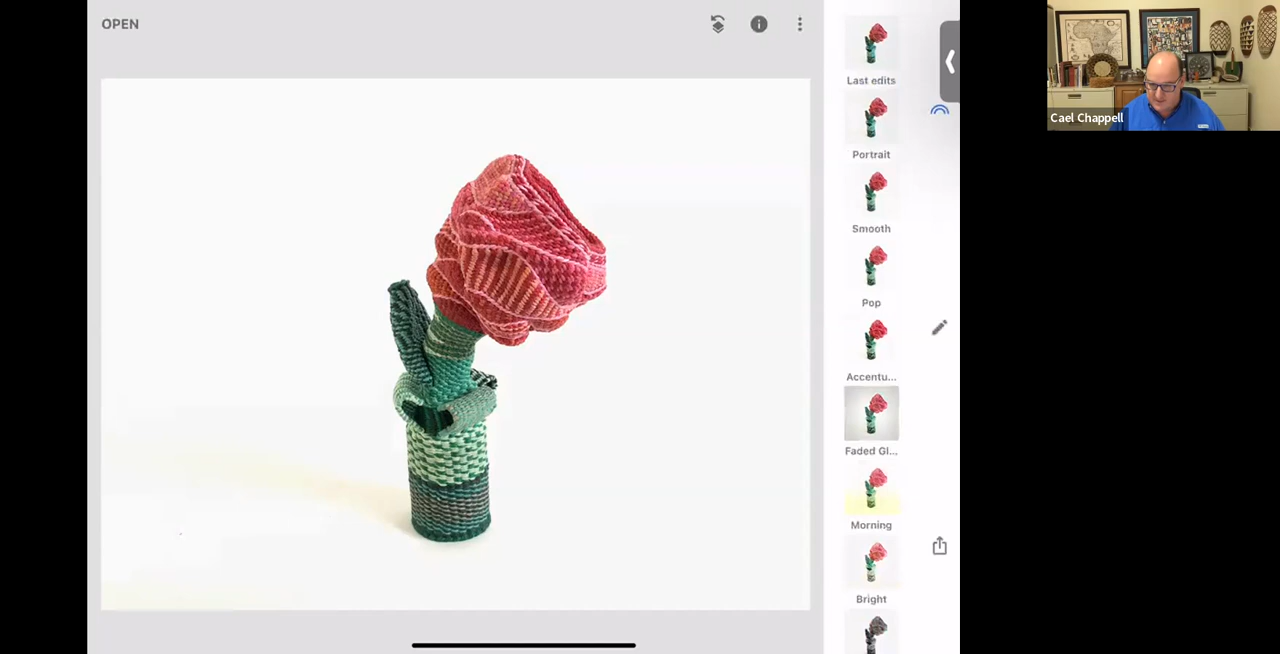 OPEN
Last edits
Portrait
Smooth
Pop
Accentu...
Faded Gl...
Morning
Bright
Cael Chappell